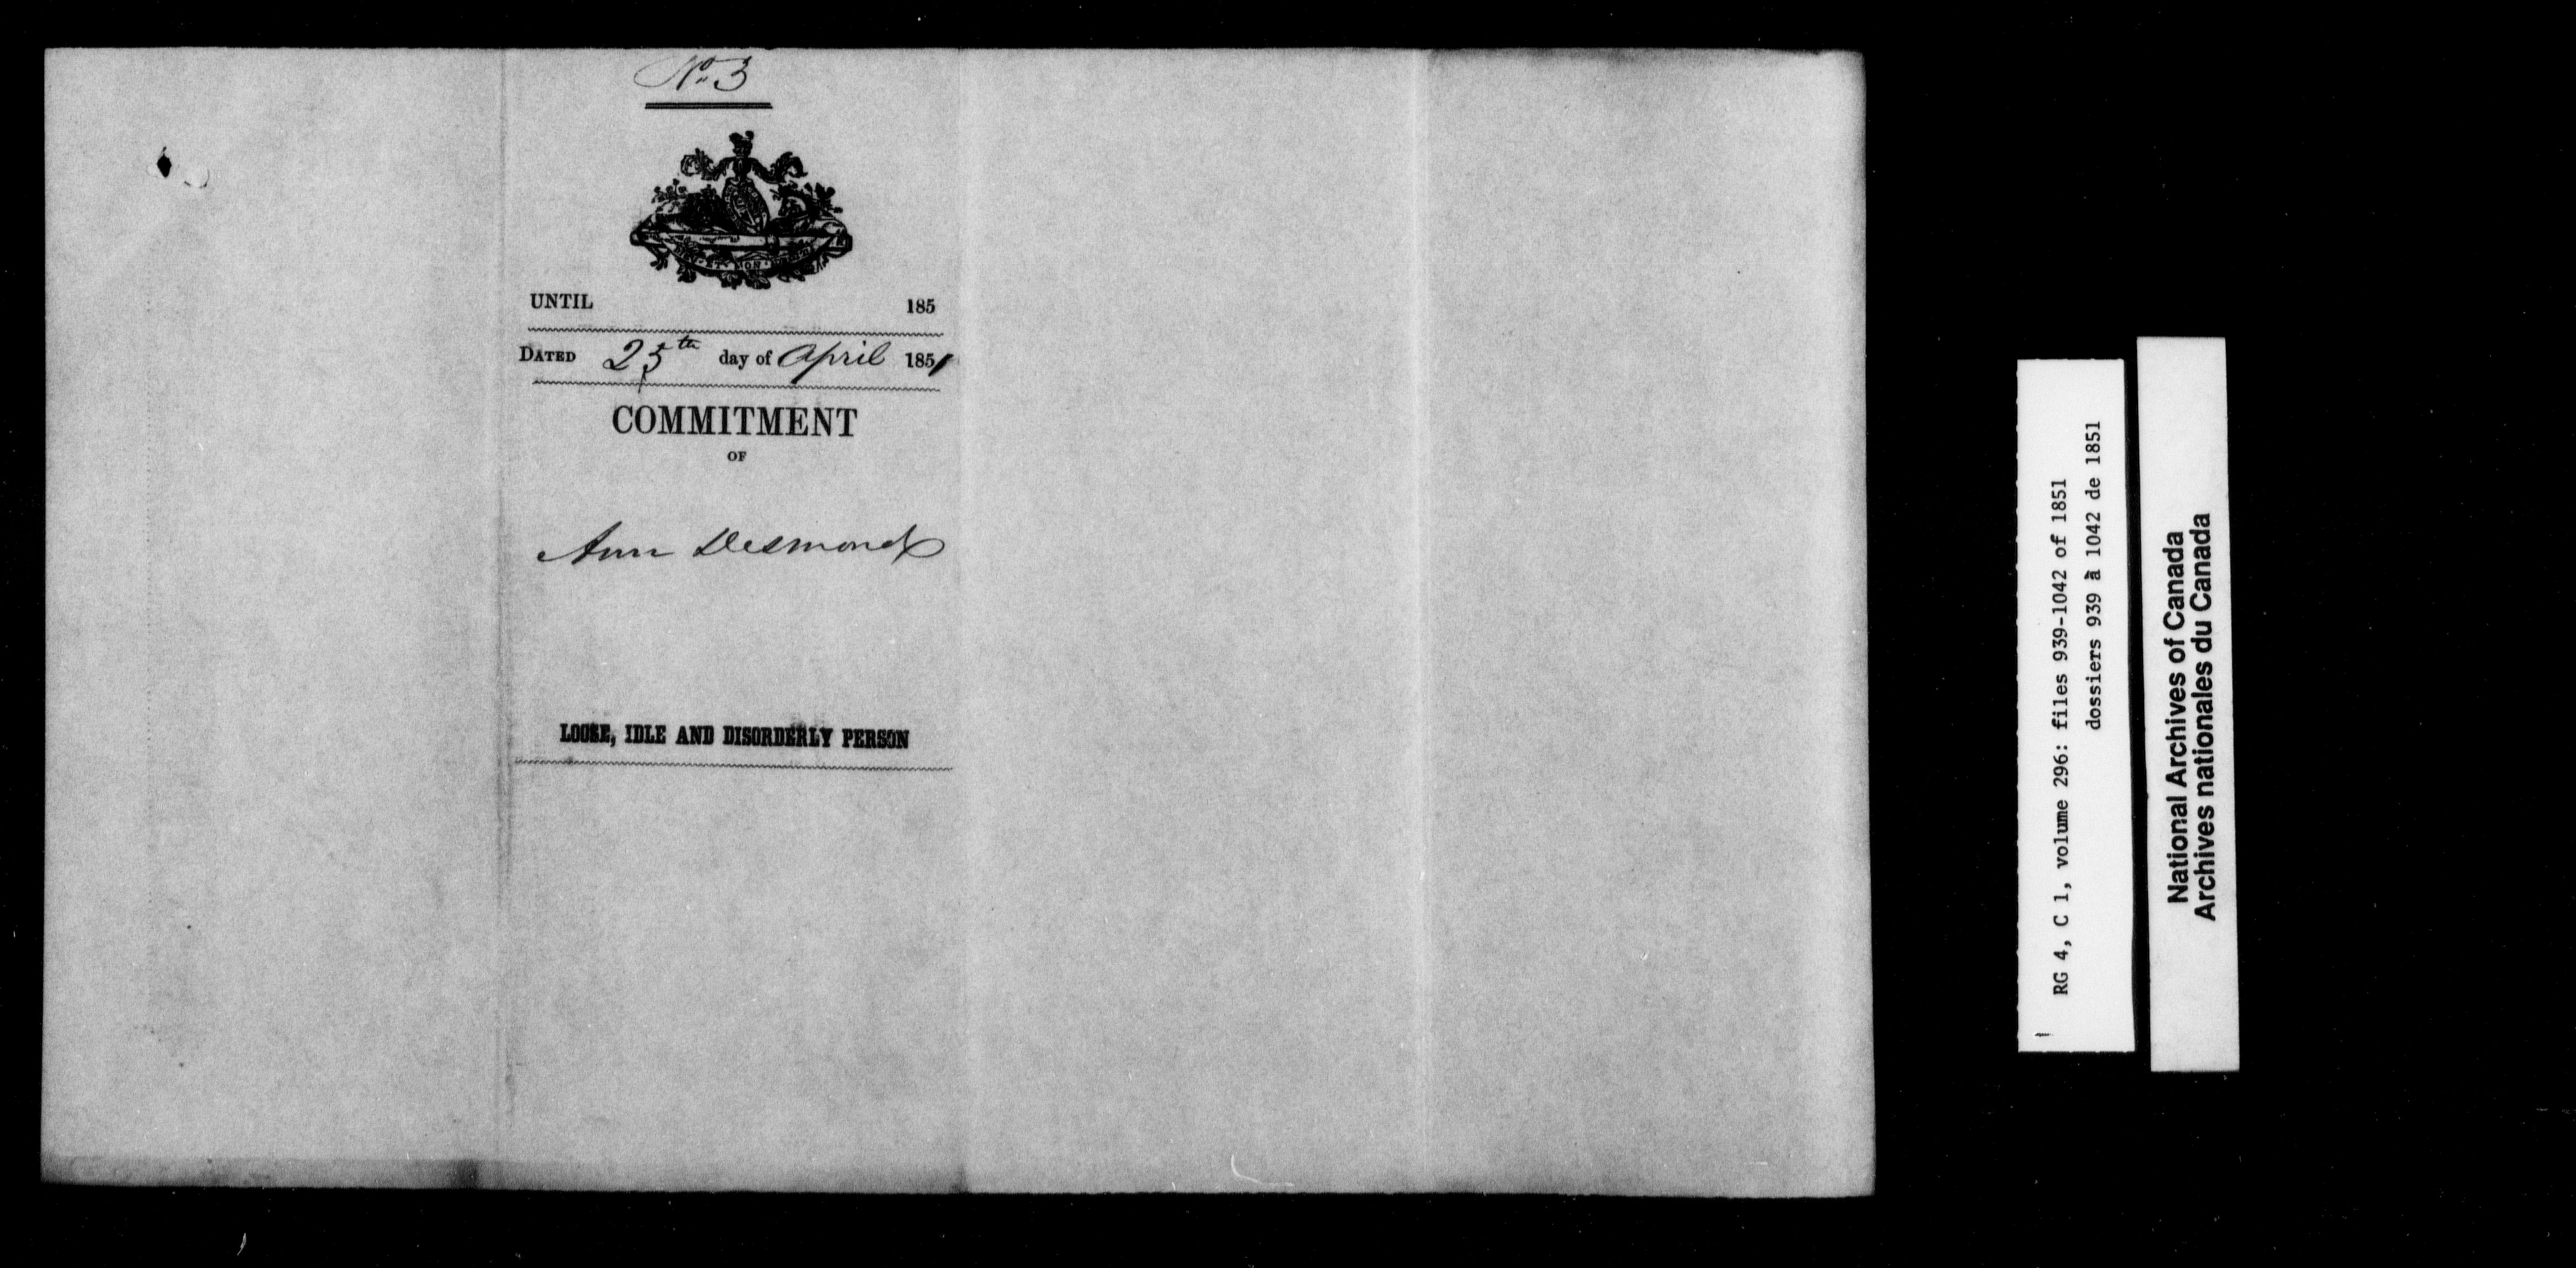 No. 3
UNTIL 185
DATED 25th day of April 1851
COMMITMENT
OF
Ann Desmond
LOOSE, IDLE AND DISORDERLY PERSON
RG 4, C 1, volume 296: files 939-1042 of 1851
dossiers 939 à 1042 de 1851
National Archives of Canada
Archives nationales du Canada